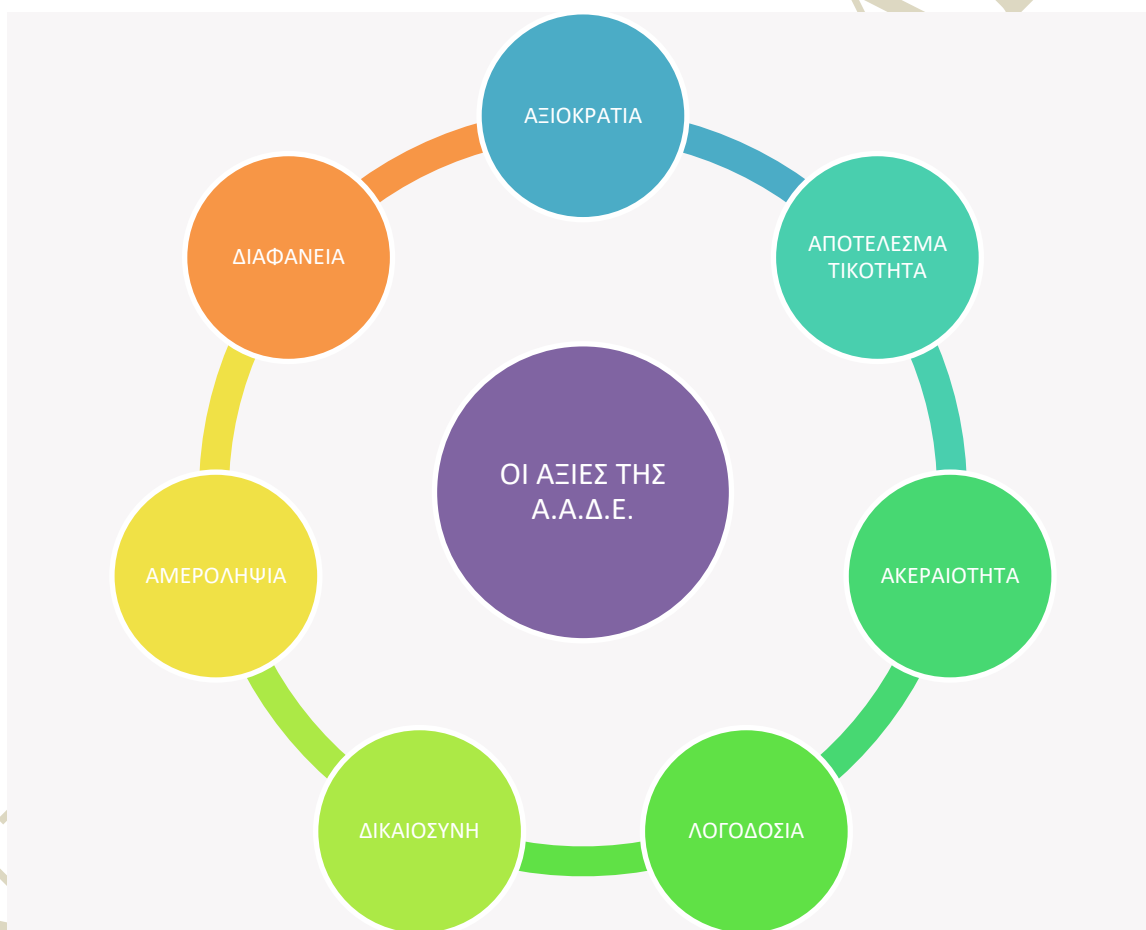 ΑΞΙΟΚΡΑΤΙΑ
ΑΠΟΤΕΛΕΣΜΑ
ΤΙΚΟΤΗΤΑ
ΔΙΑΦΑΝΕΙΑ
ΟΙ ΑΞΙΕΣ ΤΗΣ
Α.Α.Δ.Ε.
ΑΜΕΡΟΛΗΨΙΑ
ΑΚΕΡΑΙΟΤΗΤΑ
ΔΙΚΑΙΟΣΥΝΗ
ΛΟΓΟΔΟΣΙΑ